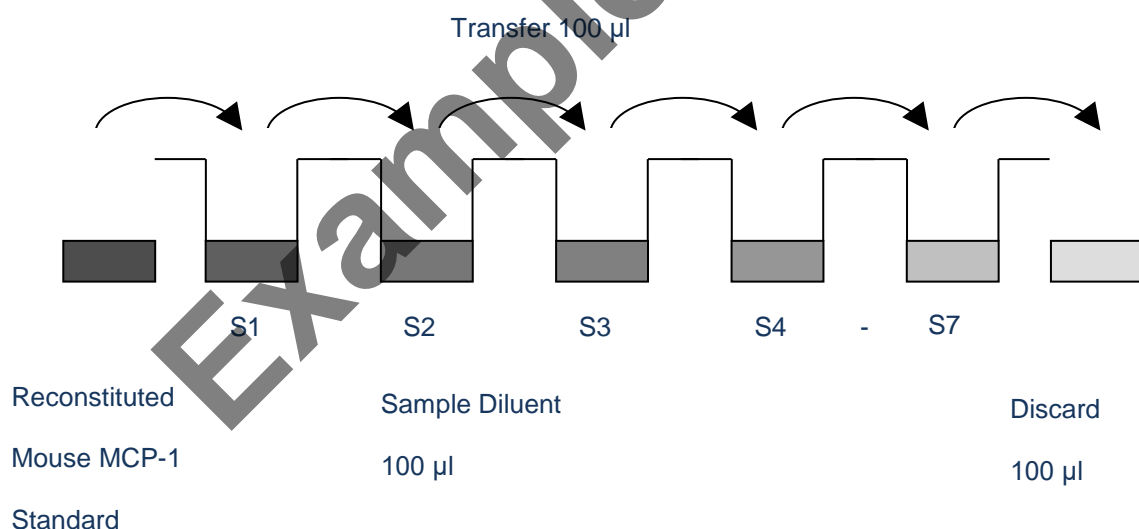 Transfer 100 µl
Example
S1 S2 S3 S4 - S7
Reconstituted
Mouse MCP-1
Standard
Sample Diluent
100 µl
Discard
100 µl